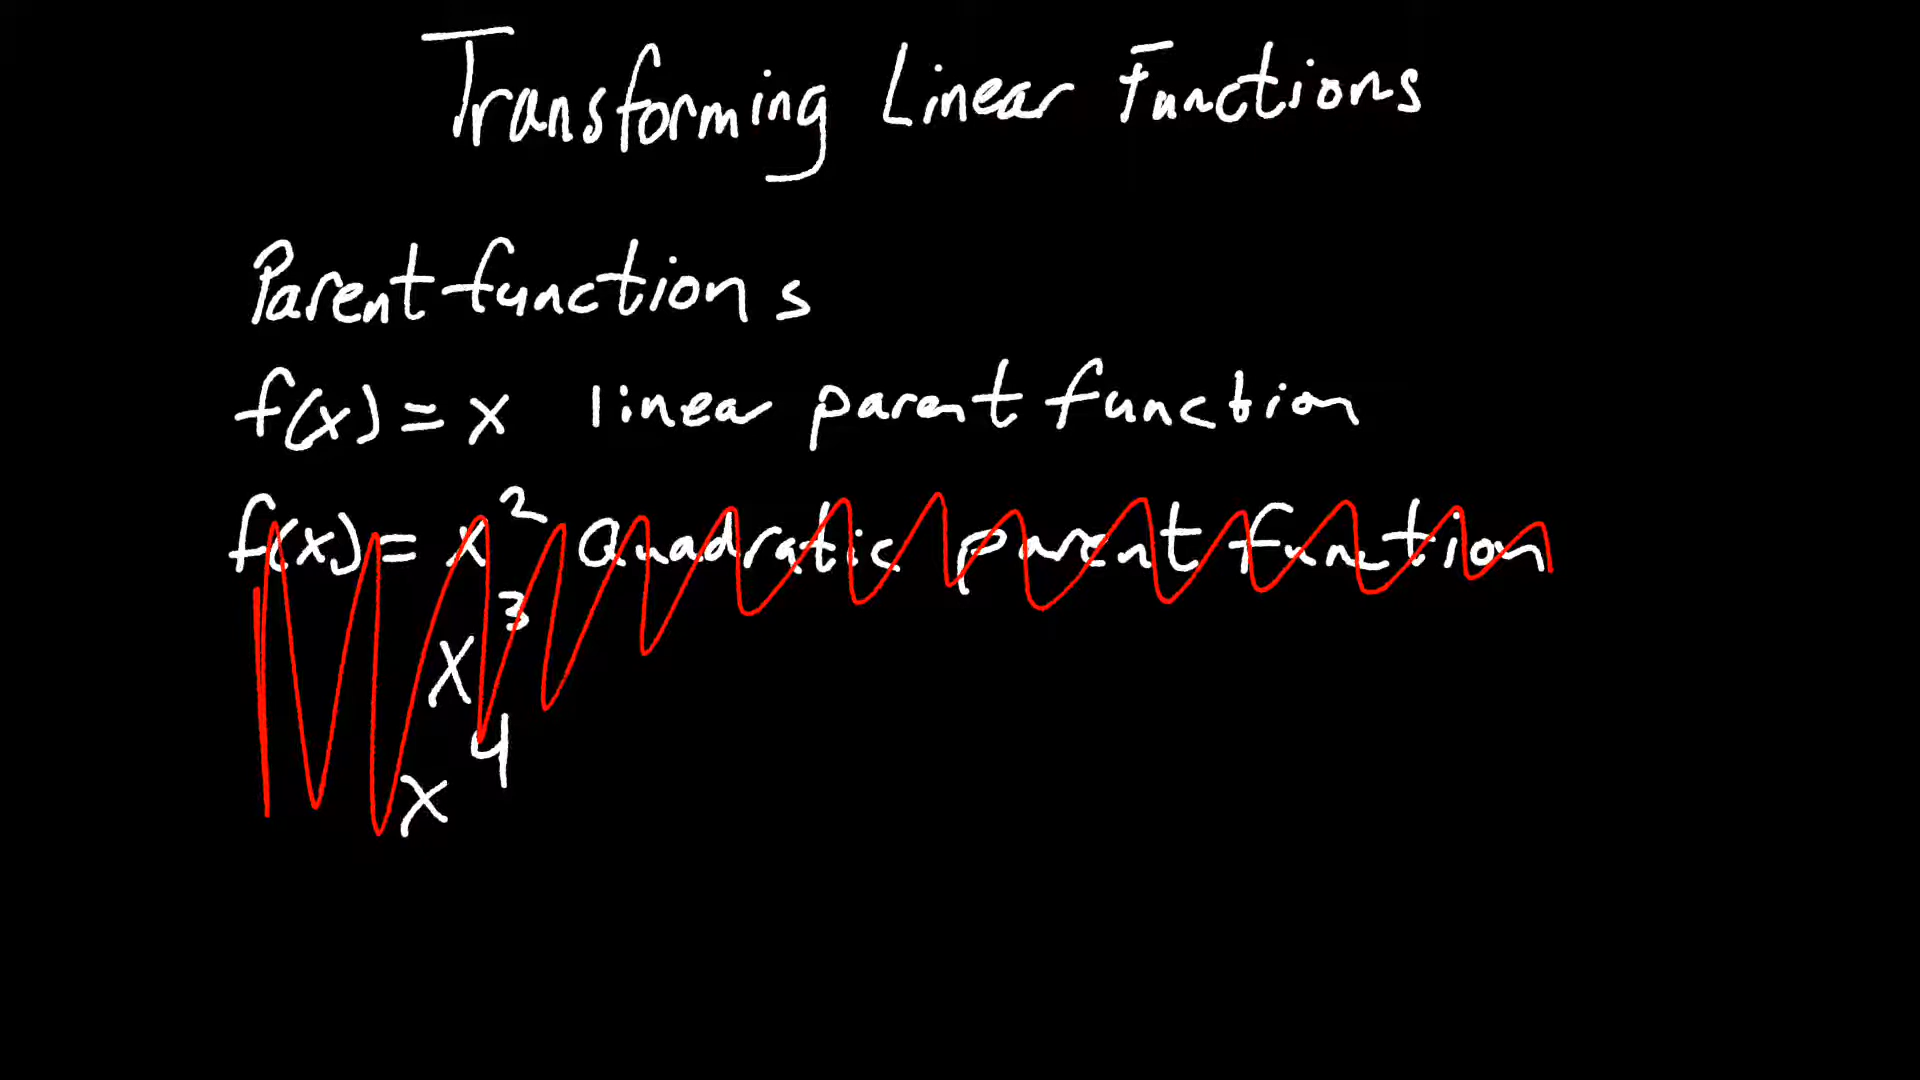 Transforming Linear Functions
Parent functions
f(x) = x linear parent function
f(x) = x² Quadratic parent function
x³
x⁴